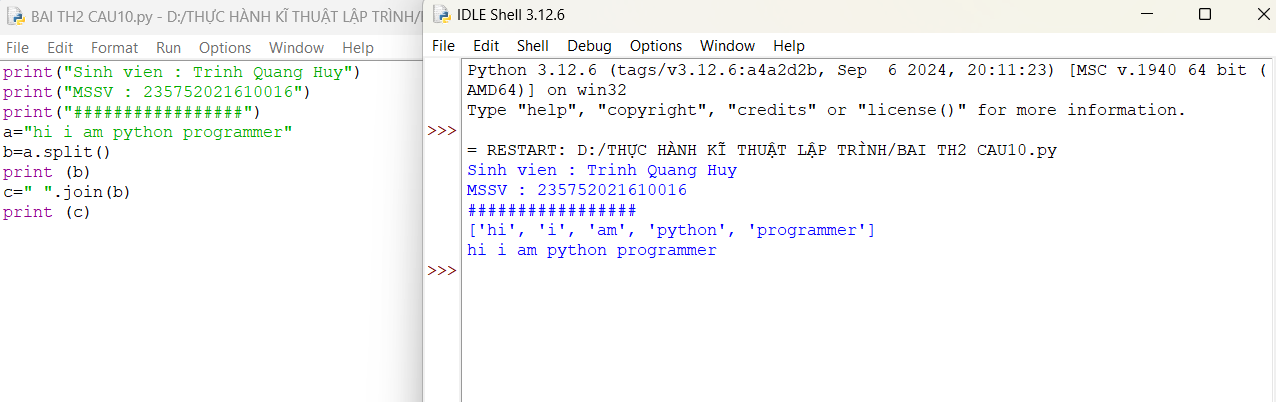 BAI TH2 CAU10.py - D:/THỰC HÀNH KĨ THUẬT LẬP TRÌNH/
File Edit Format Run Options Window Help
print("Sinh vien : Trinh Quang Huy")
print("MSSV : 235752021610016")
print("#################")
a="hi i am python programmer"
b=a.split()
print (b)
c=" ".join(b)
print (c)
IDLE Shell 3.12.6
File Edit Shell Debug Options Window Help
Python 3.12.6 (tags/v3.12.6:a4a2d2b, Sep  6 2024, 20:11:23) [MSC v.1940 64 bit (
AMD64)] on win32
Type "help", "copyright", "credits" or "license()" for more information.
>>>
= RESTART: D:/THỰC HÀNH KĨ THUẬT LẬP TRÌNH/BAI TH2 CAU10.py
Sinh vien : Trinh Quang Huy
MSSV : 235752021610016
#################
['hi', 'i', 'am', 'python', 'programmer']
hi i am python programmer
>>>